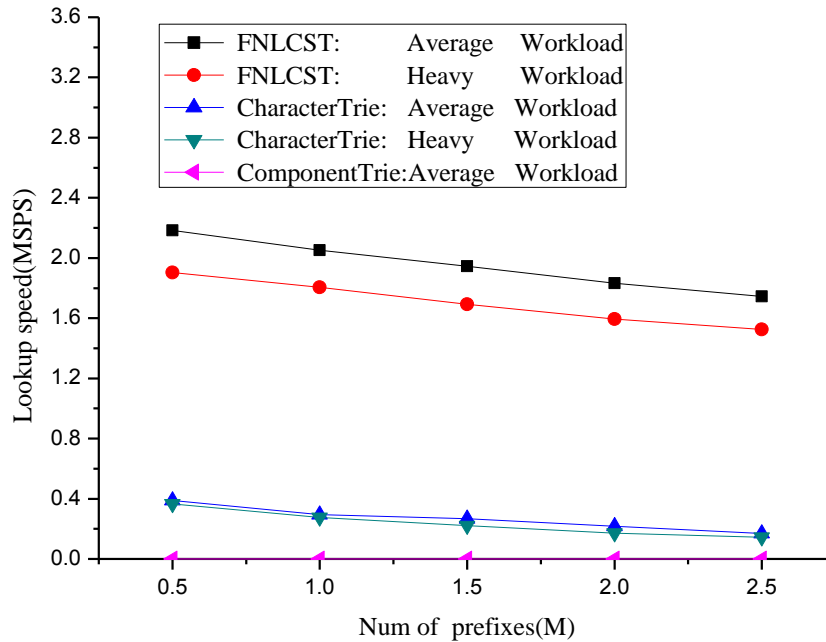 FNLCST: Average Workload
FNLCST: Heavy Workload
CharacterTrie: Average Workload
CharacterTrie: Heavy Workload
ComponentTrie:Average Workload
3.6
3.2
2.8
2.4
2.0
1.6
1.2
0.8
0.4
0.0
Lookup speed(MSPS)
0.5 1.0 1.5 2.0 2.5
Num of prefixes(M)